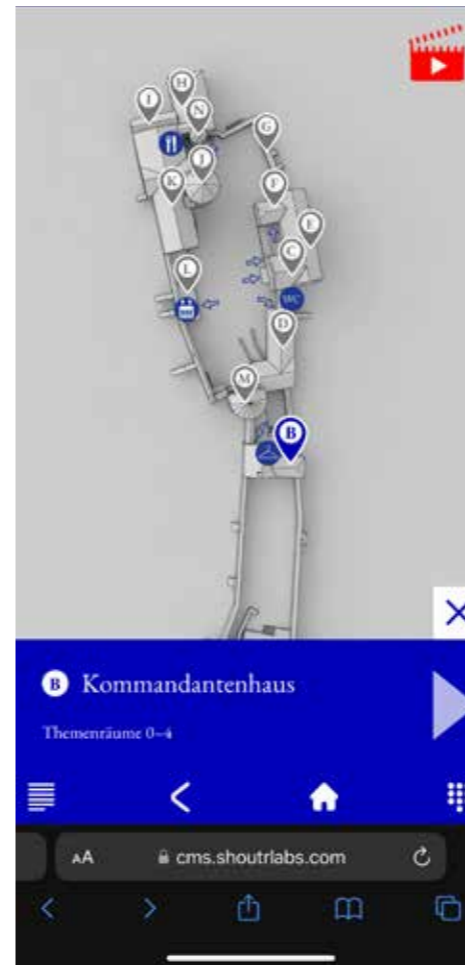 H
I
N
G
J
K
F
E
C
L
WC
D
M
B
B Kommandantenhaus
Themenräume 0–4
AA cms.shoutrlabs.com